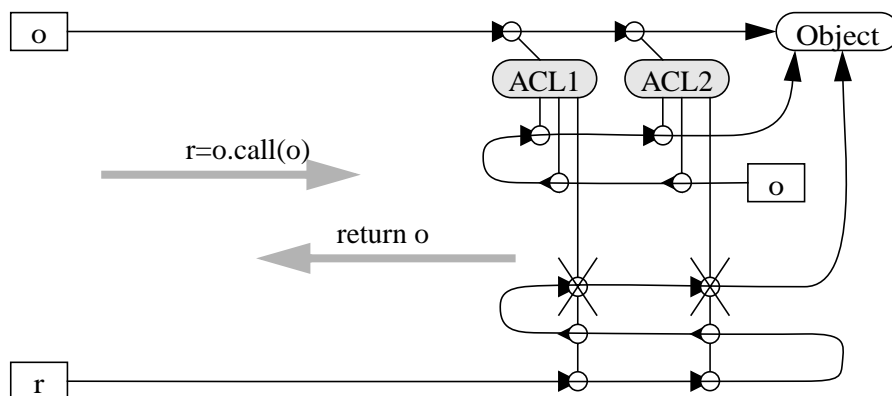 o
Object
ACL1
ACL2
r=o.call(o)
o
return o
r